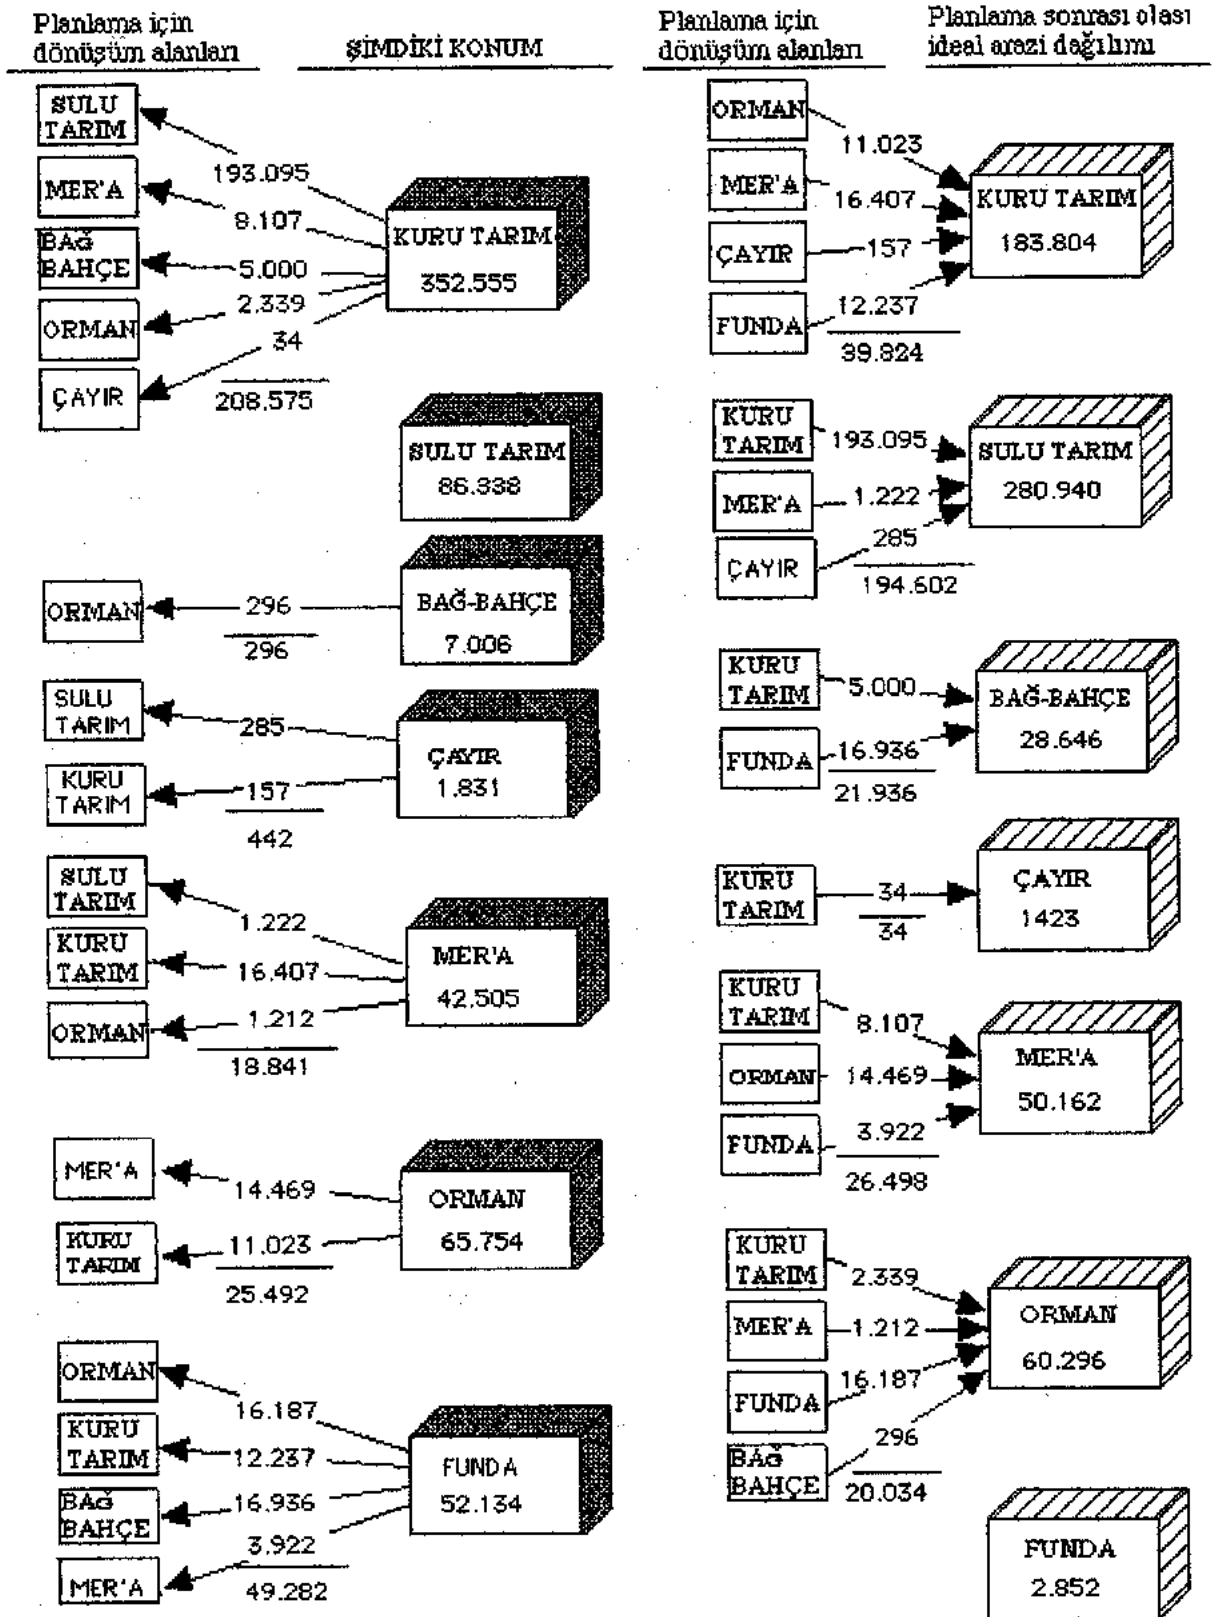 Planlama için
dönüşüm alanları
ŞİMDİKİ KONUM
SULU
TARIM
193.095
MER'A
8.107
BAĞ
BAHÇE
5.000
ORMAN
2.339
ÇAYIR
34
208.575
KURU TARIM
352.555
SULU TARIM
86.338
ORMAN
296
296
BAĞ-BAHÇE
7.006
SULU
TARIM
285
KURU
TARIM
157
442
ÇAYIR
1.831
SULU
TARIM
1.222
KURU
TARIM
16.407
ORMAN
1.212
18.841
MER'A
42.505
MER'A
14.469
KURU
TARIM
11.023
25.492
ORMAN
65.754
ORMAN
16.187
KURU
TARIM
12.237
BAĞ
BAHÇE
16.936
MER'A
3.922
49.282
FUNDA
52.134
Planlama için
dönüşüm alanları
Planlama sonrası olası
ideal arazi dağılımı
ORMAN
11.023
MER'A
16.407
ÇAYIR
157
FUNDA
12.237
39.824
KURU TARIM
183.804
KURU
TARIM
193.095
MER'A
1.222
ÇAYIR
285
194.602
SULU TARIM
280.940
KURU
TARIM
5.000
FUNDA
16.936
21.936
BAĞ-BAHÇE
28.646
KURU
TARIM
34
34
ÇAYIR
1423
KURU
TARIM
8.107
ORMAN
14.469
FUNDA
3.922
26.498
MER'A
50.162
KURU
TARIM
2.339
MER'A
1.212
FUNDA
16.187
BAĞ
BAHÇE
296
20.034
ORMAN
60.296
FUNDA
2.852